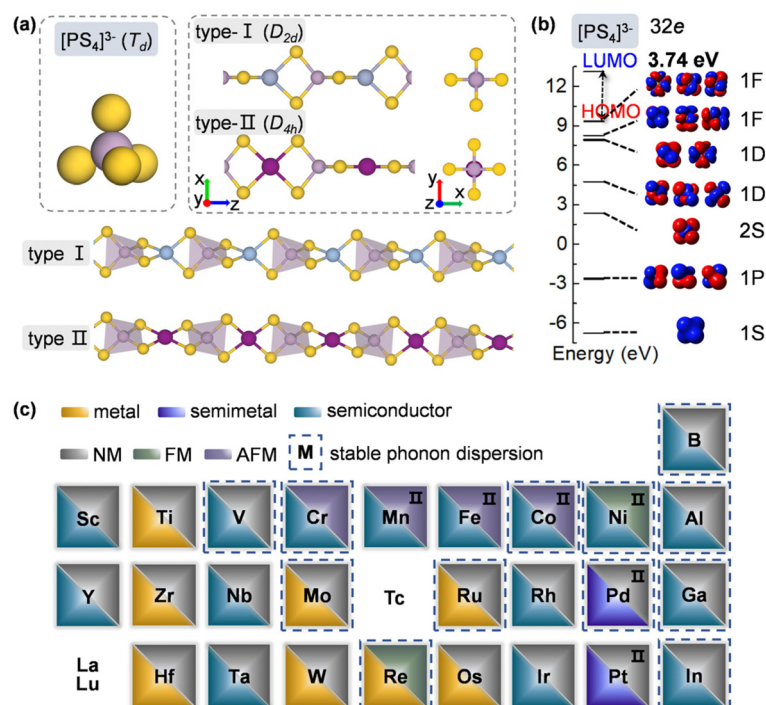 (a)
[PS₄]³⁻ (Td)
type-Ⅰ (D2d)
type-Ⅱ (D4h)
x
y z
y
z x
type Ⅰ
type Ⅱ
(b)
[PS₄]³⁻ 32e
LUMO 3.74 eV
HOMO
12
9
6
3
0
-3
-6
Energy (eV)
1F
1F
1D
1D
2S
1P
1S
(c)
metal semimetal semiconductor
NM FM AFM M stable phonon dispersion
B
Sc Ti V Cr Mn Ⅱ Fe Ⅱ Co Ⅱ Ni Ⅱ Al
Y Zr Nb Mo Tc Ru Rh Pd Ⅱ Ga
La
Lu
Hf Ta W Re Os Ir Pt Ⅱ In